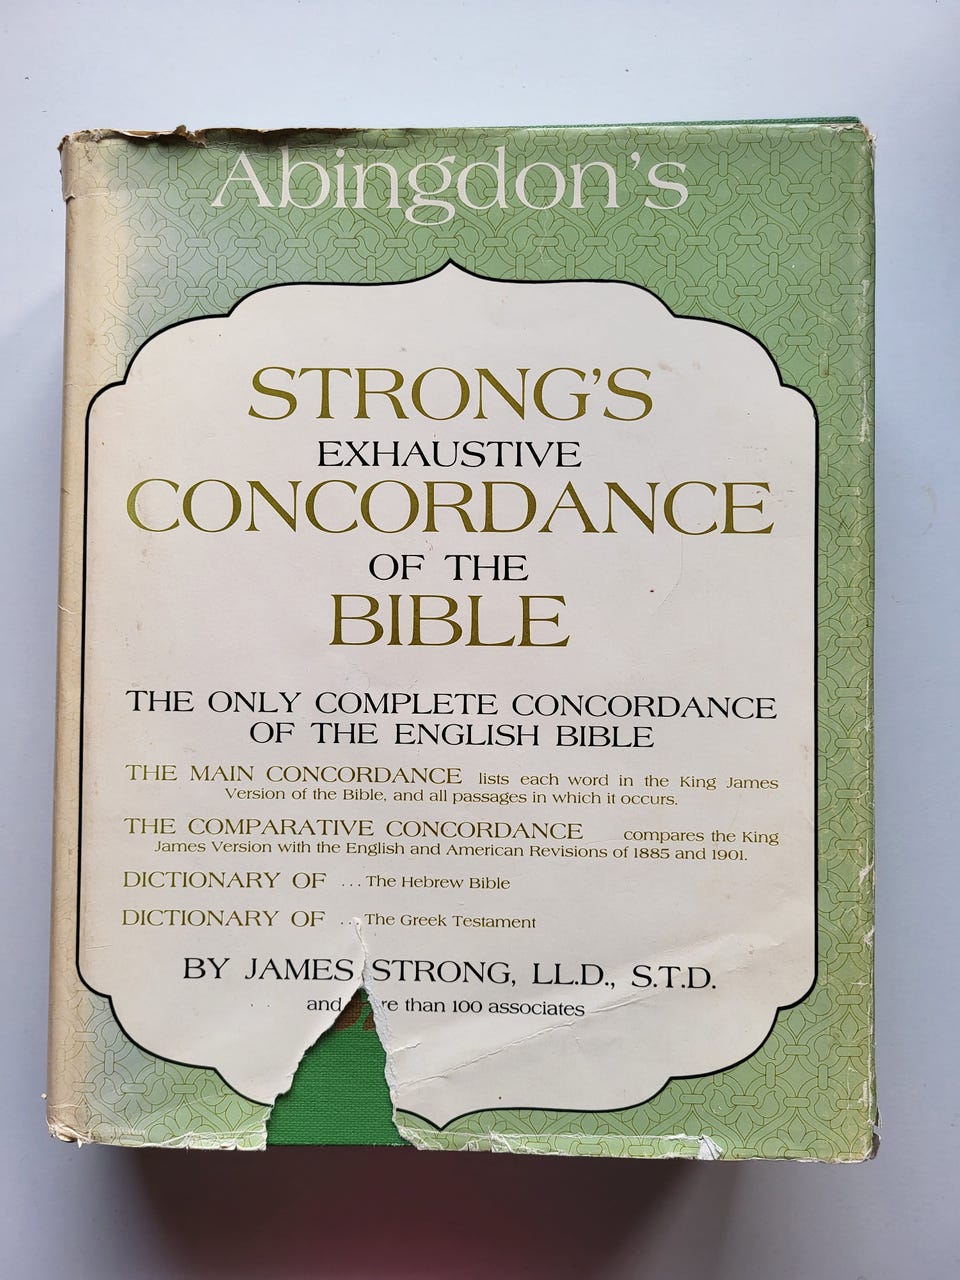 Abingdon's
STRONG'S
EXHAUSTIVE
CONCORDANCE
OF THE
BIBLE
THE ONLY COMPLETE CONCORDANCE
OF THE ENGLISH BIBLE
THE MAIN CONCORDANCE lists each word in the King James
Version of the Bible, and all passages in which it occurs.
THE COMPARATIVE CONCORDANCE compares the King
James Version with the English and American Revisions of 1885 and 1901.
DICTIONARY OF ... The Hebrew Bible
DICTIONARY OF ... The Greek Testament
BY JAMES STRONG, LL.D., S.T.D.
and than 100 associates